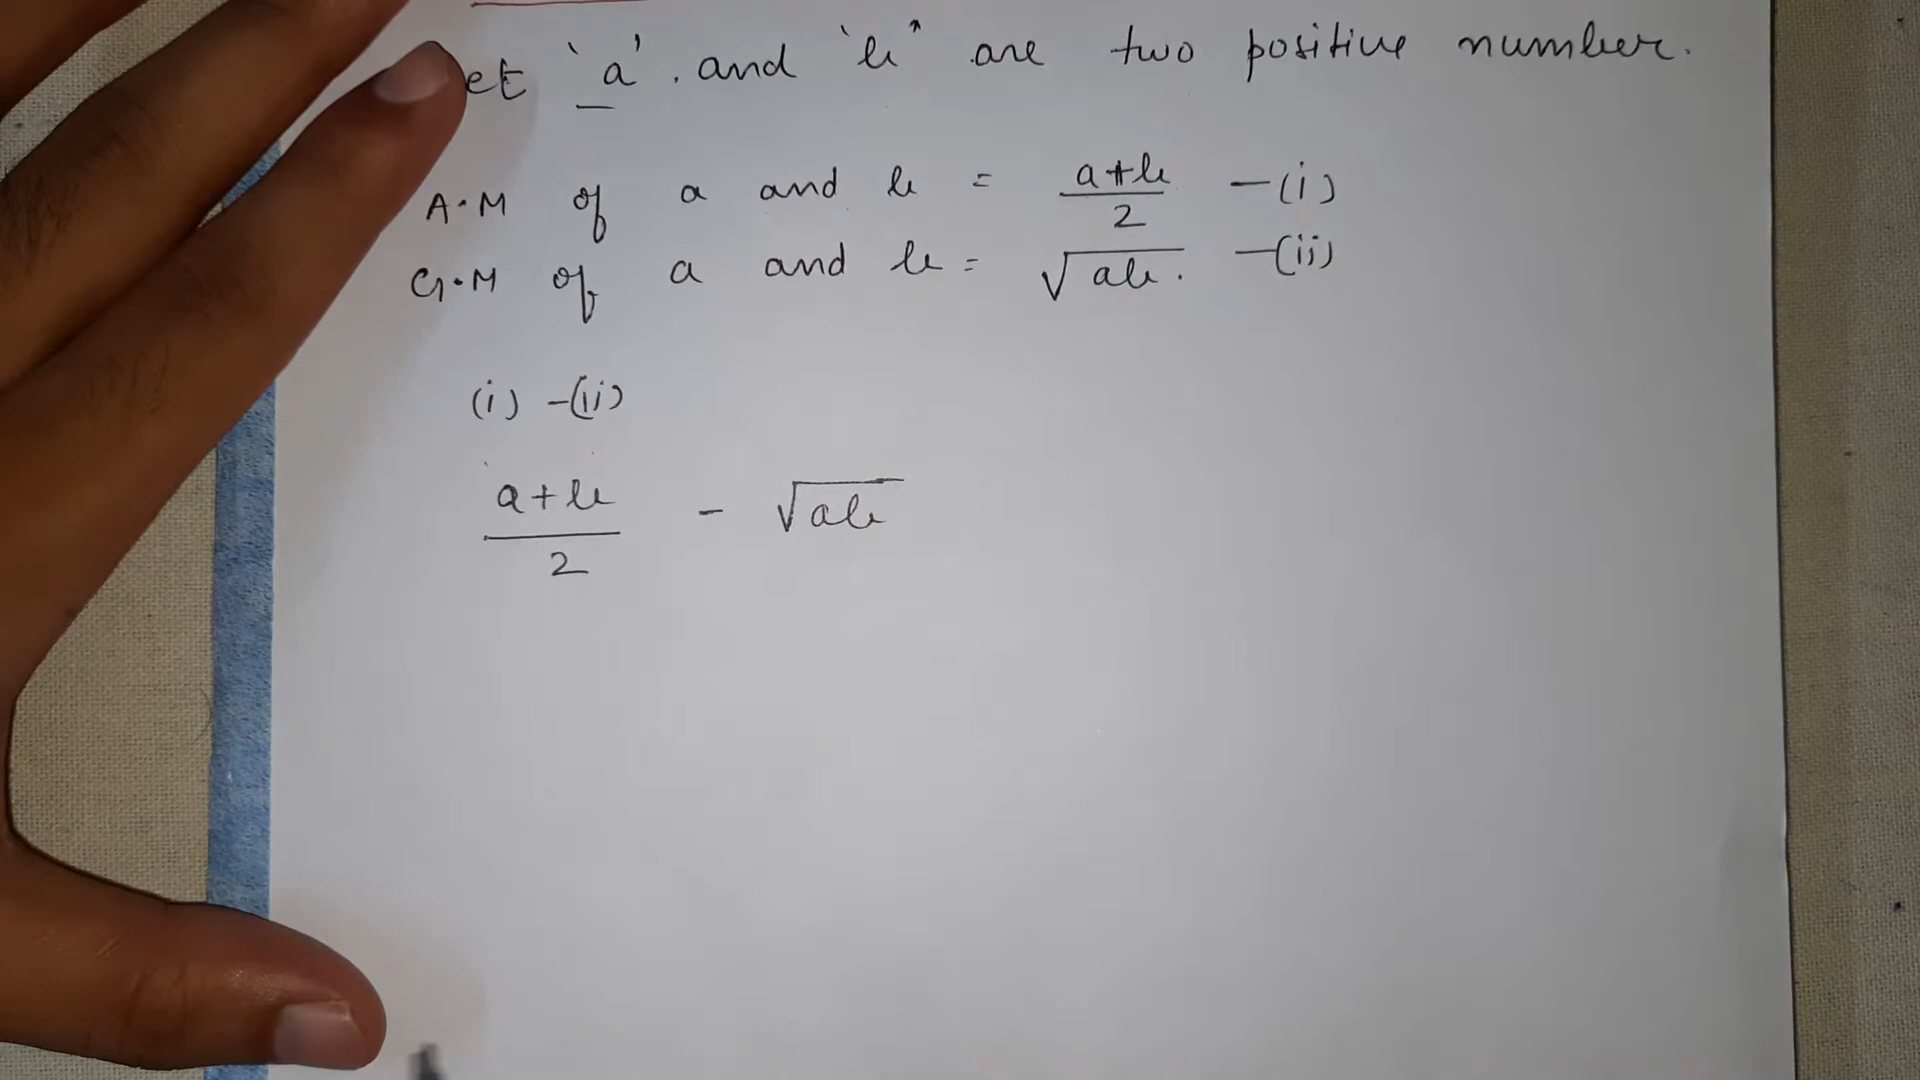 et 'a' . and 'b" are two positive number.
A·M of a and b = a+b/2 —(i)
G·M of a and b = √ab. —(ii)
(i) -(ii)
a+b/2 - √ab